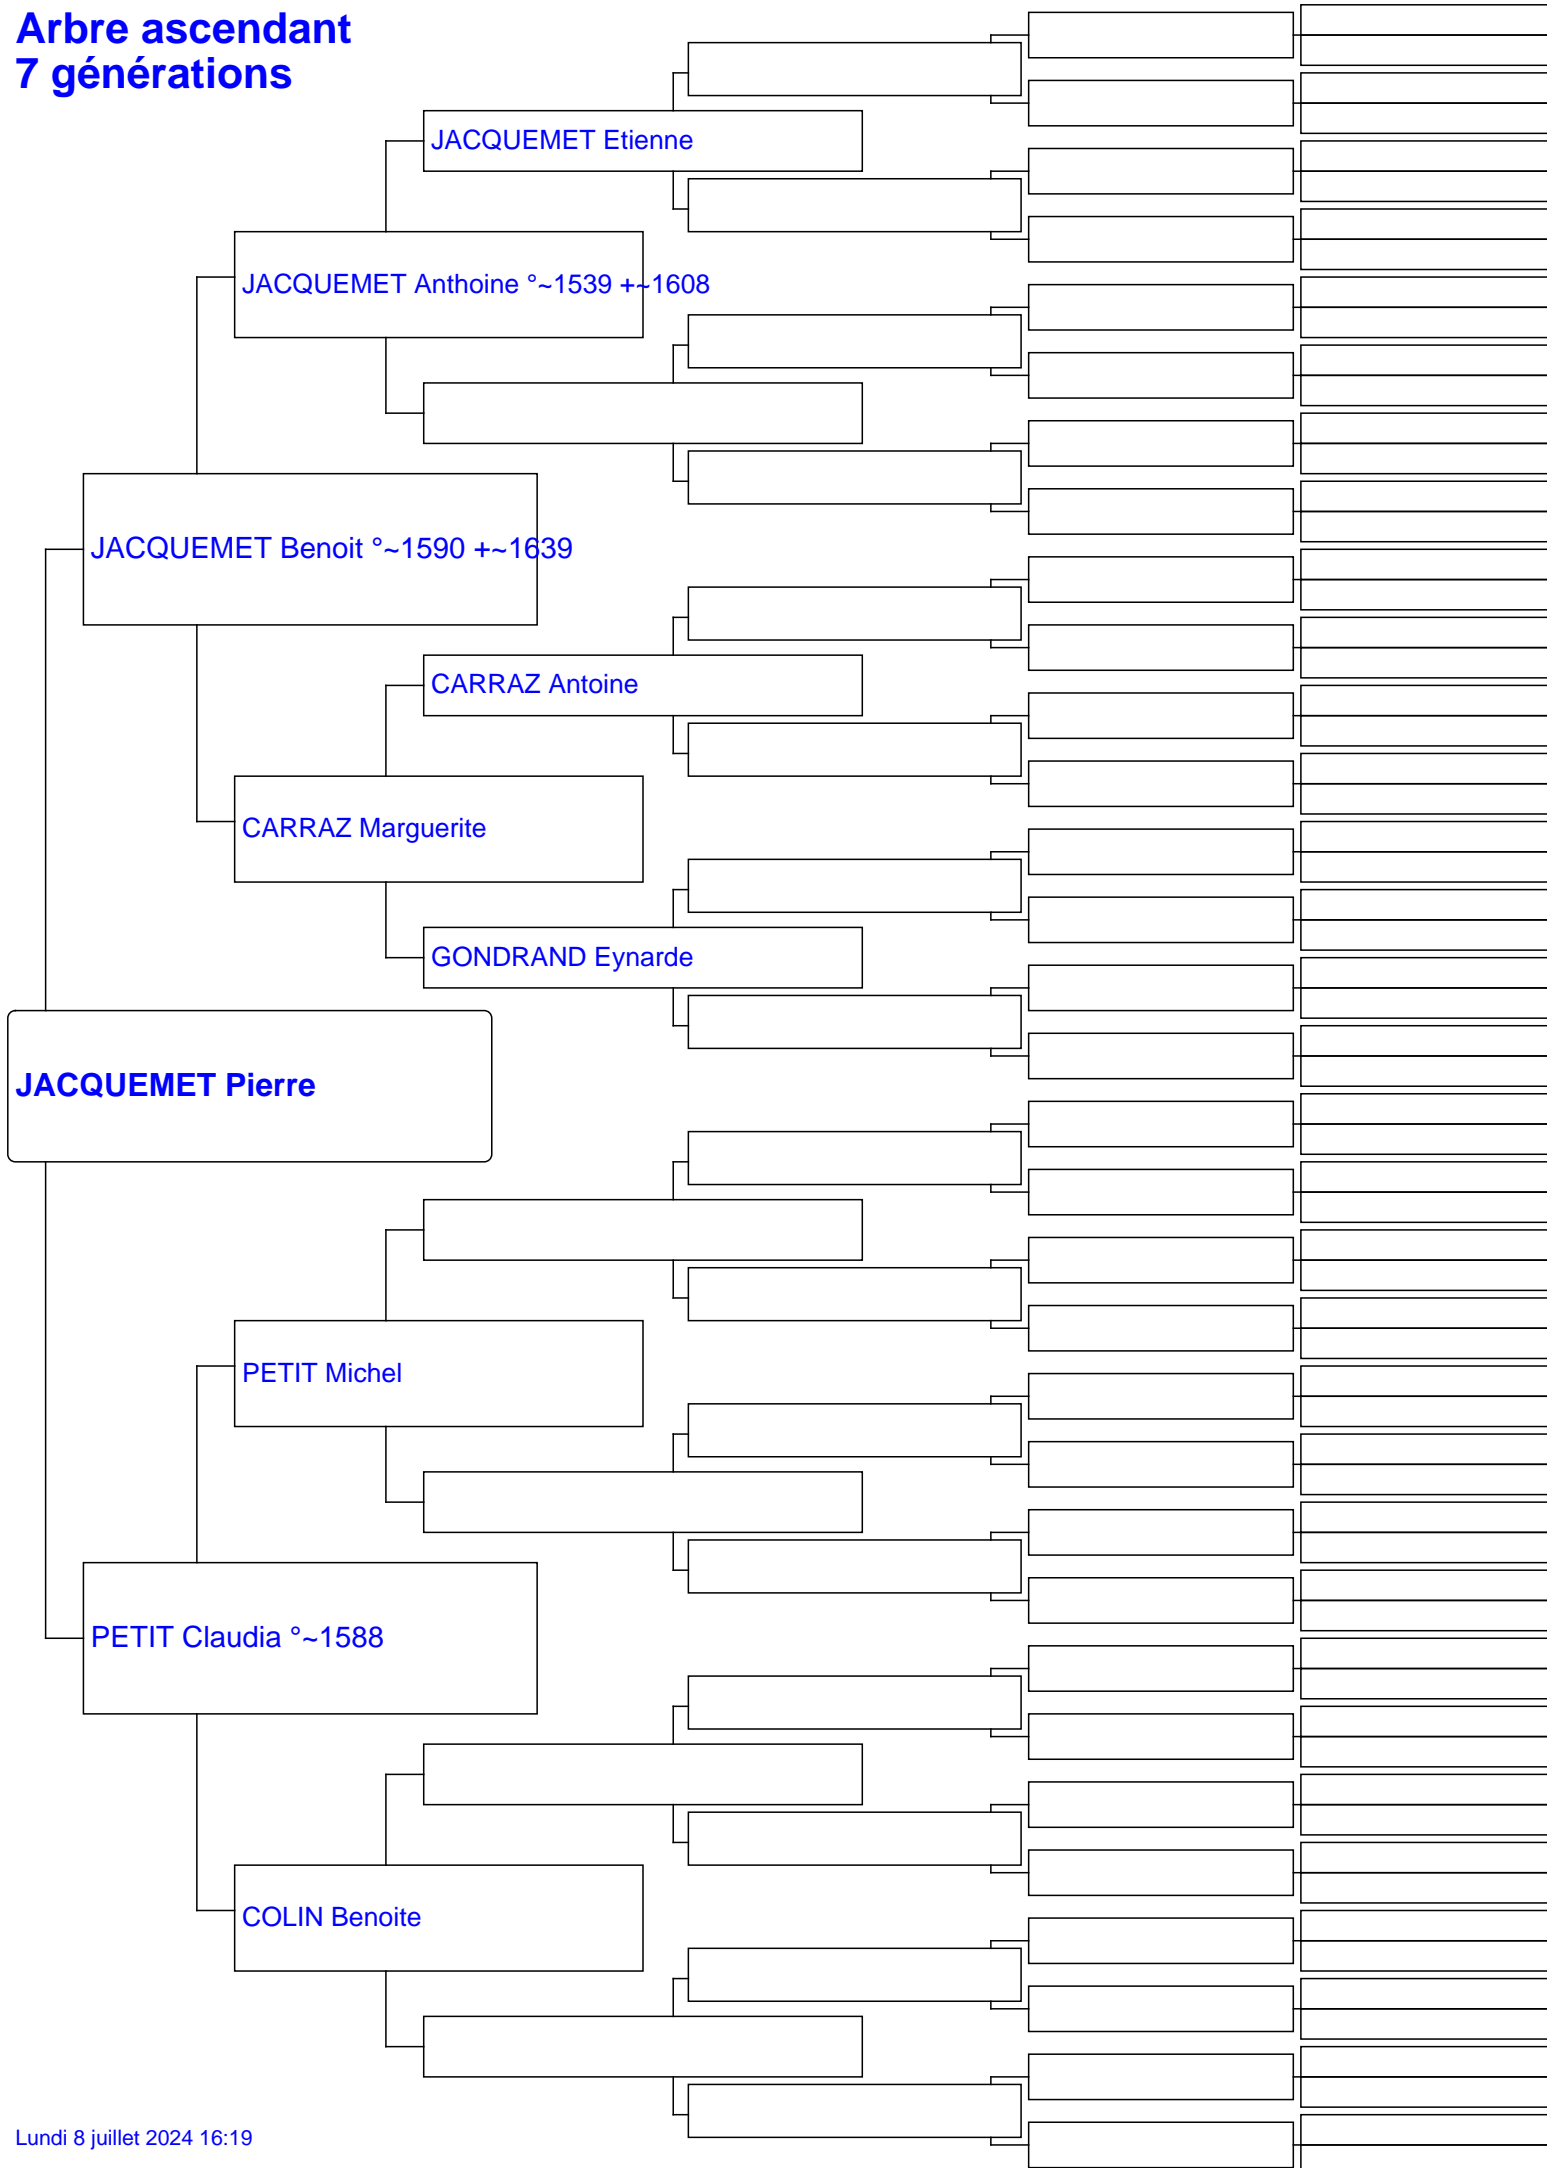 Arbre ascendant
7 générations
JACQUEMET Etienne
JACQUEMET Anthoine °~1539 +~1608
JACQUEMET Benoit °~1590 +~1639
CARRAZ Antoine
CARRAZ Marguerite
GONDRAND Eynarde
JACQUEMET Pierre
PETIT Michel
PETIT Claudia °~1588
COLIN Benoite
Lundi 8 juillet 2024 16:19